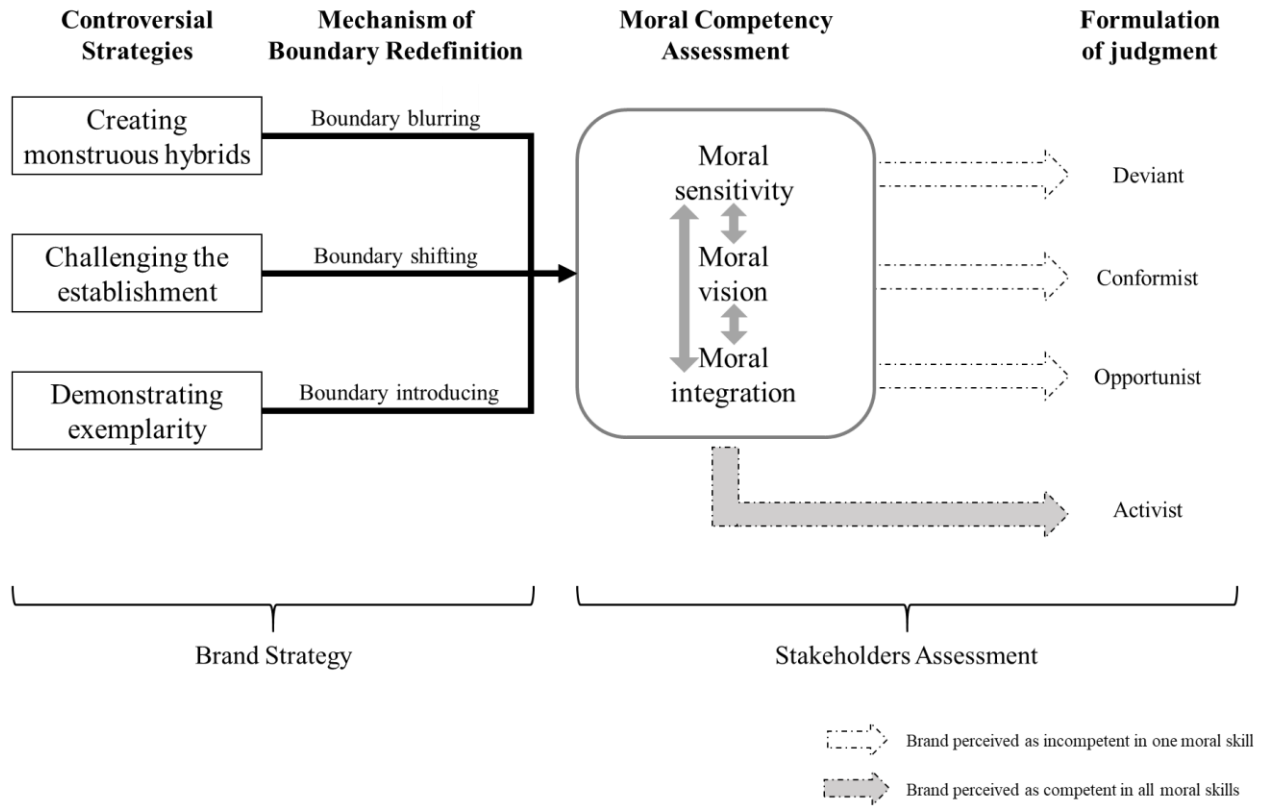 Controversial
Strategies
Mechanism of
Boundary Redefinition
Moral Competency
Assessment
Formulation
of judgment
Creating
monstruous hybrids
Boundary blurring
Challenging the
establishment
Boundary shifting
Demonstrating
exemplarity
Boundary introducing
Moral
sensitivity
Moral
vision
Moral
integration
Deviant
Conformist
Opportunist
Activist
Brand Strategy
Stakeholders Assessment
Brand perceived as incompetent in one moral skill
Brand perceived as competent in all moral skills